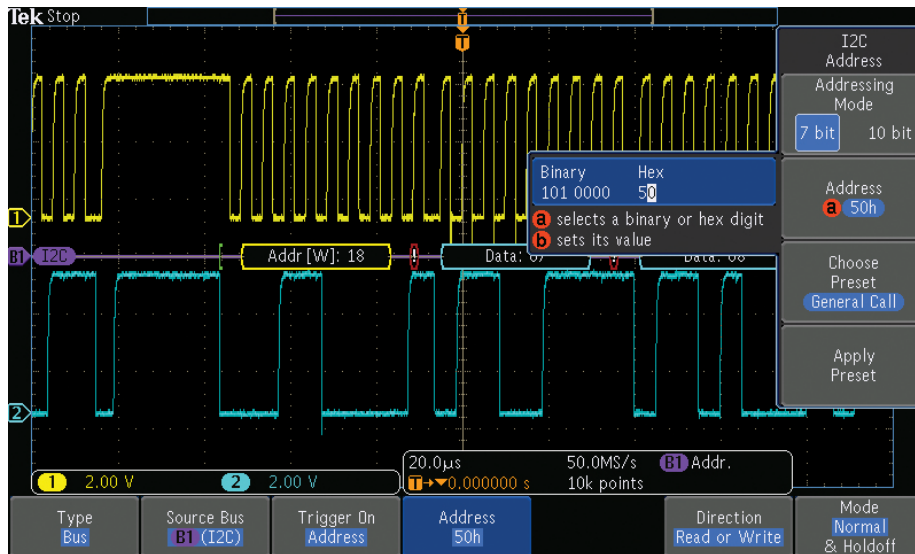 Tek Stop
T
T
I2C
Address
Addressing
Mode
7 bit 10 bit
Binary Hex
101 0000 50
a selects a binary or hex digit
b sets its value
Address
a 50h
1
B1 I2C Addr [W]: 18 ! Data: 07 ! Data: 08
Choose
Preset
General Call
Apply
Preset
2
1 2.00 V 2 2.00 V
20.0µs 50.0MS/s B1 Addr.
T→▼0.000000 s 10k points
Type
Bus
Source Bus
B1 (I2C)
Trigger On
Address
Address
50h
Direction
Read or Write
Mode
Normal
& Holdoff